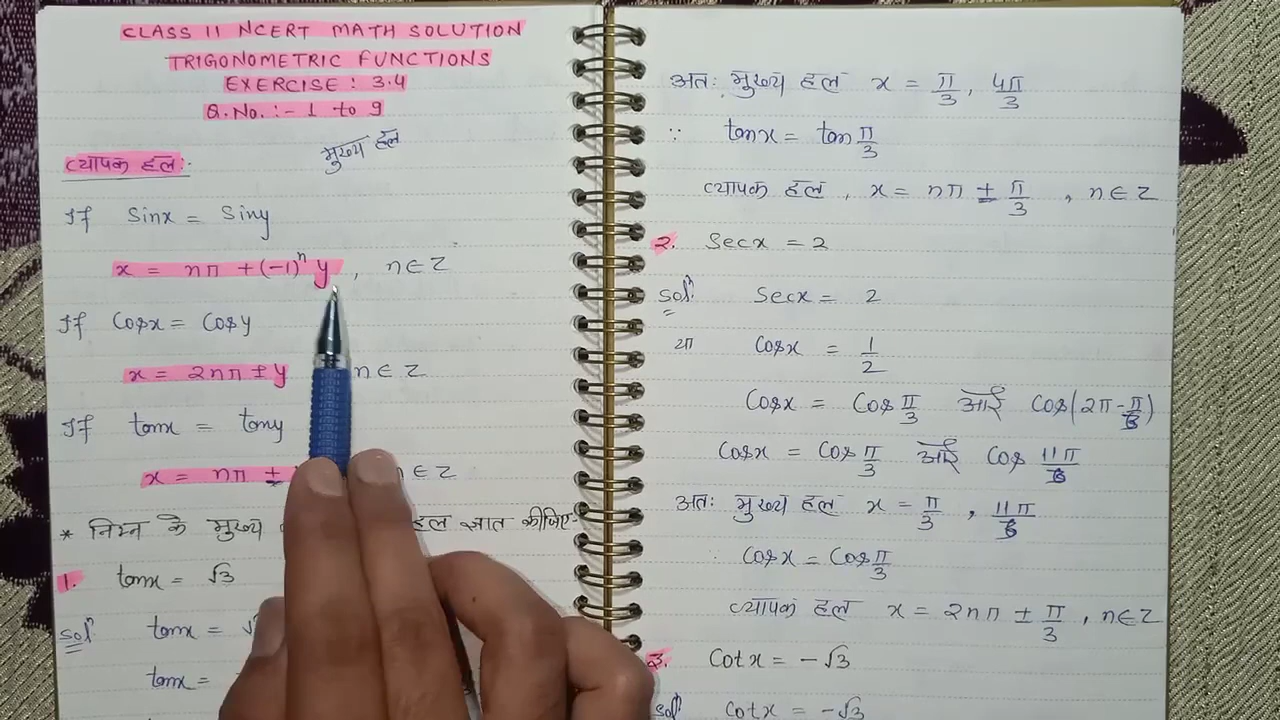 CLASS 11 NCERT MATH SOLUTION
TRIGONOMETRIC FUNCTIONS
EXERCISE : 3.4
Q.No. :- 1 to 9
व्यापक हल :-
मुख्य हल
If Sinx = Siny
x = nπ + (-1)ⁿ y , n∈Z
If Cosx = Cosy
x = 2nπ ± y n∈Z
If tanx = tany
x = nπ ± n∈Z
* निम्न के मुख्य हल ज्ञात कीजिए-
1. tanx = √3
Sol tanx = √
tanx =
अतः मुख्य हल x = π/3, 4π/3
∵ tanx = tan π/3
व्यापक हल, x = nπ ± π/3 , n∈Z
2. Secx = 2
Sol Secx = 2
या Cosx = 1/2
Cosx = Cos π/3 और Cos(2π-π/3)
Cosx = Cos π/3 और Cos 11π/6
अतः मुख्य हल x = π/3, 11π/6
Cosx = Cos π/3
व्यापक हल x = 2nπ ± π/3 , n∈Z
3. Cotx = -√3
Sol Cotx = -√3